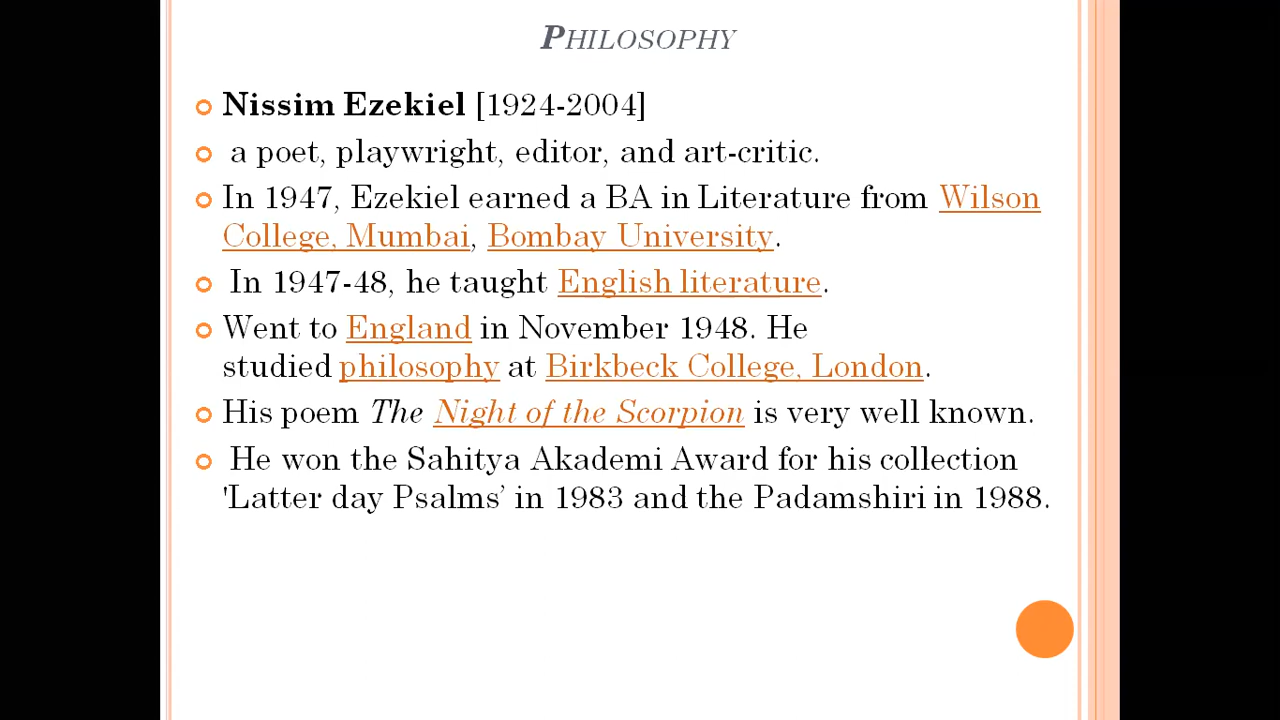 PHILOSOPHY
Nissim Ezekiel [1924-2004]
a poet, playwright, editor, and art-critic.
In 1947, Ezekiel earned a BA in Literature from Wilson
College, Mumbai, Bombay University.
In 1947-48, he taught English literature.
Went to England in November 1948. He
studied philosophy at Birkbeck College, London.
His poem The Night of the Scorpion is very well known.
He won the Sahitya Akademi Award for his collection
'Latter day Psalms’ in 1983 and the Padamshiri in 1988.